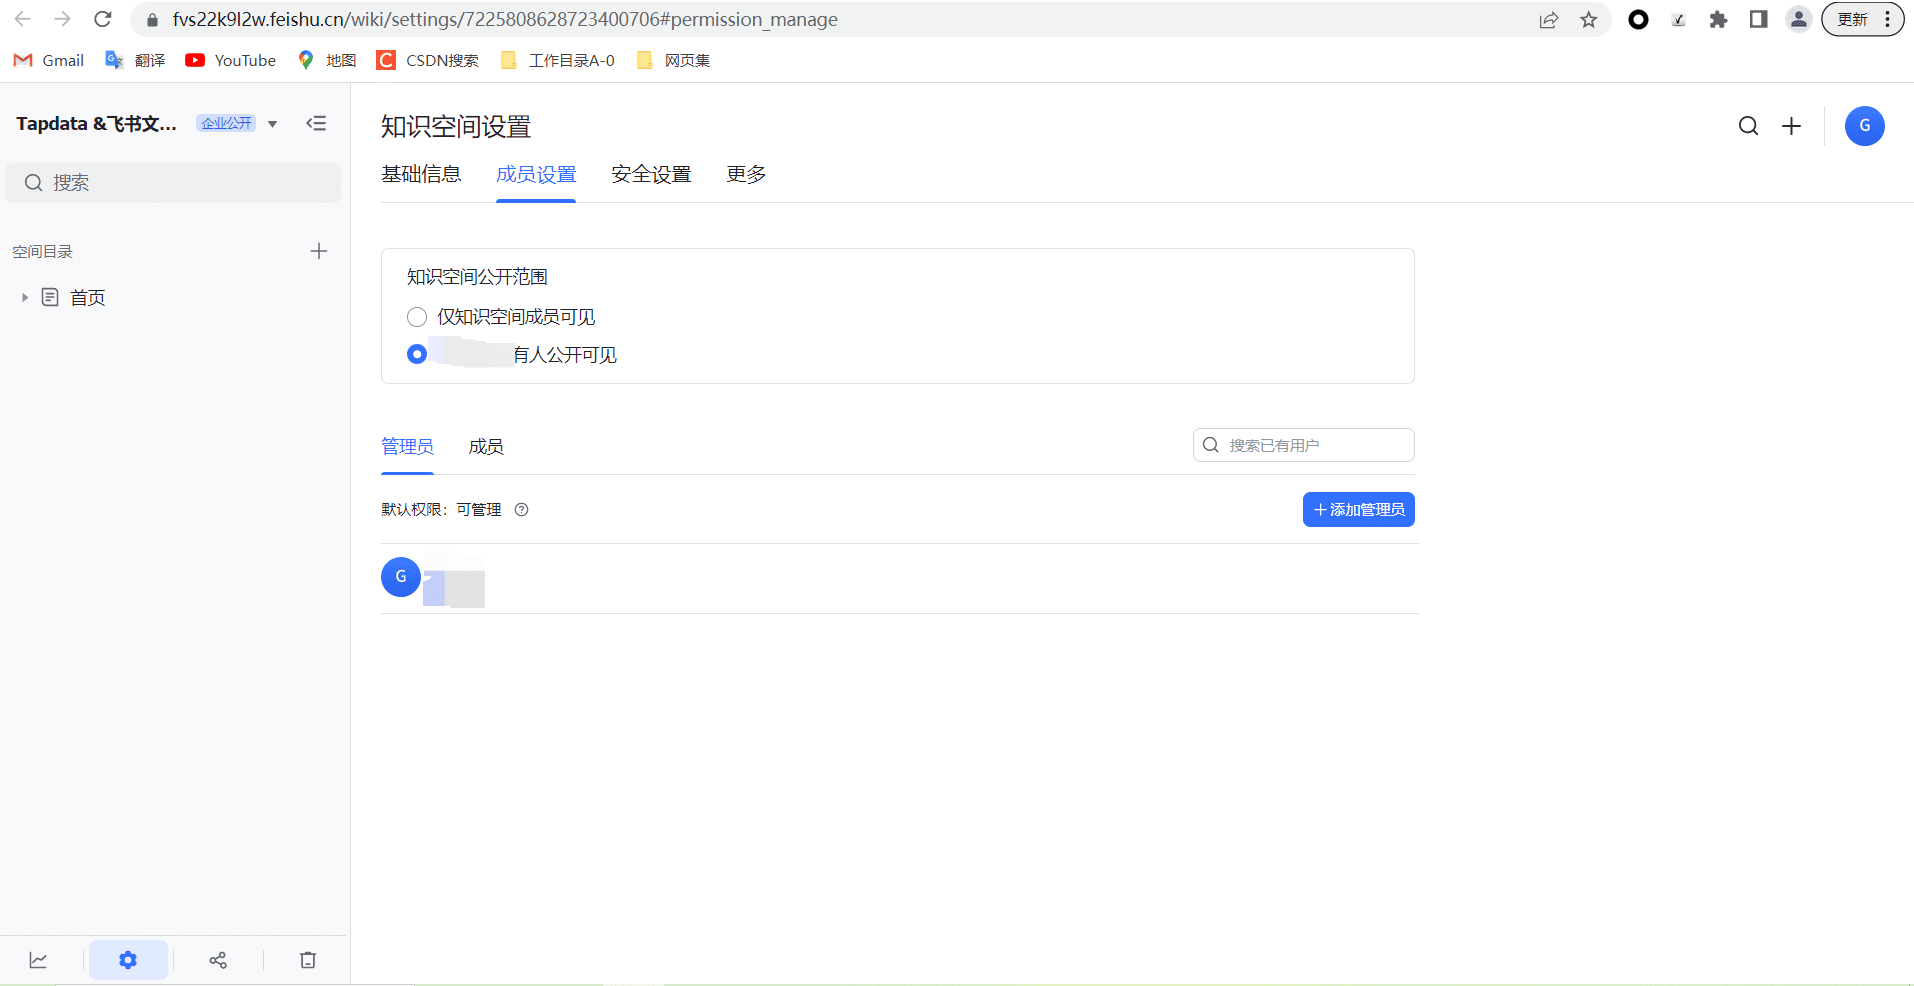 fvs22k9l2w.feishu.cn/wiki/settings/7225808628723400706#permission_manage
更新
Gmail
翻译
YouTube
地图
CSDN搜索
工作目录A-0
网页集
Tapdata &飞书文...
企业公开
知识空间设置
G
基础信息
成员设置
安全设置
更多
搜索
空间目录
首页
知识空间公开范围
仅知识空间成员可见
有人公开可见
管理员
成员
搜索已有用户
默认权限：可管理
添加管理员
G